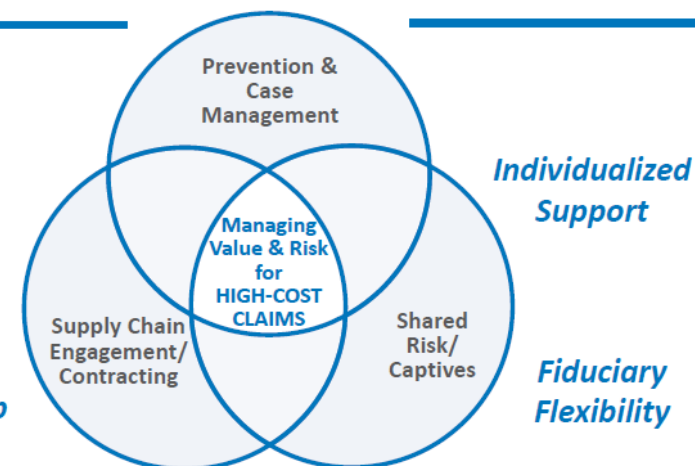 Prevention &
Case
Management
Individualized
Support
Managing
Value & Risk
for
HIGH-COST
CLAIMS
Supply Chain
Engagement/
Contracting
Shared
Risk/
Captives
Fiduciary
Flexibility